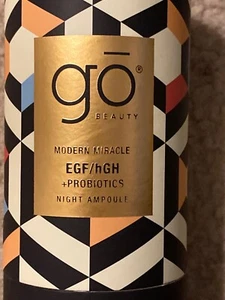 gō®
BEAUTY
MODERN MIRACLE
EGF/hGH
+PROBIOTICS
NIGHT AMPOULE